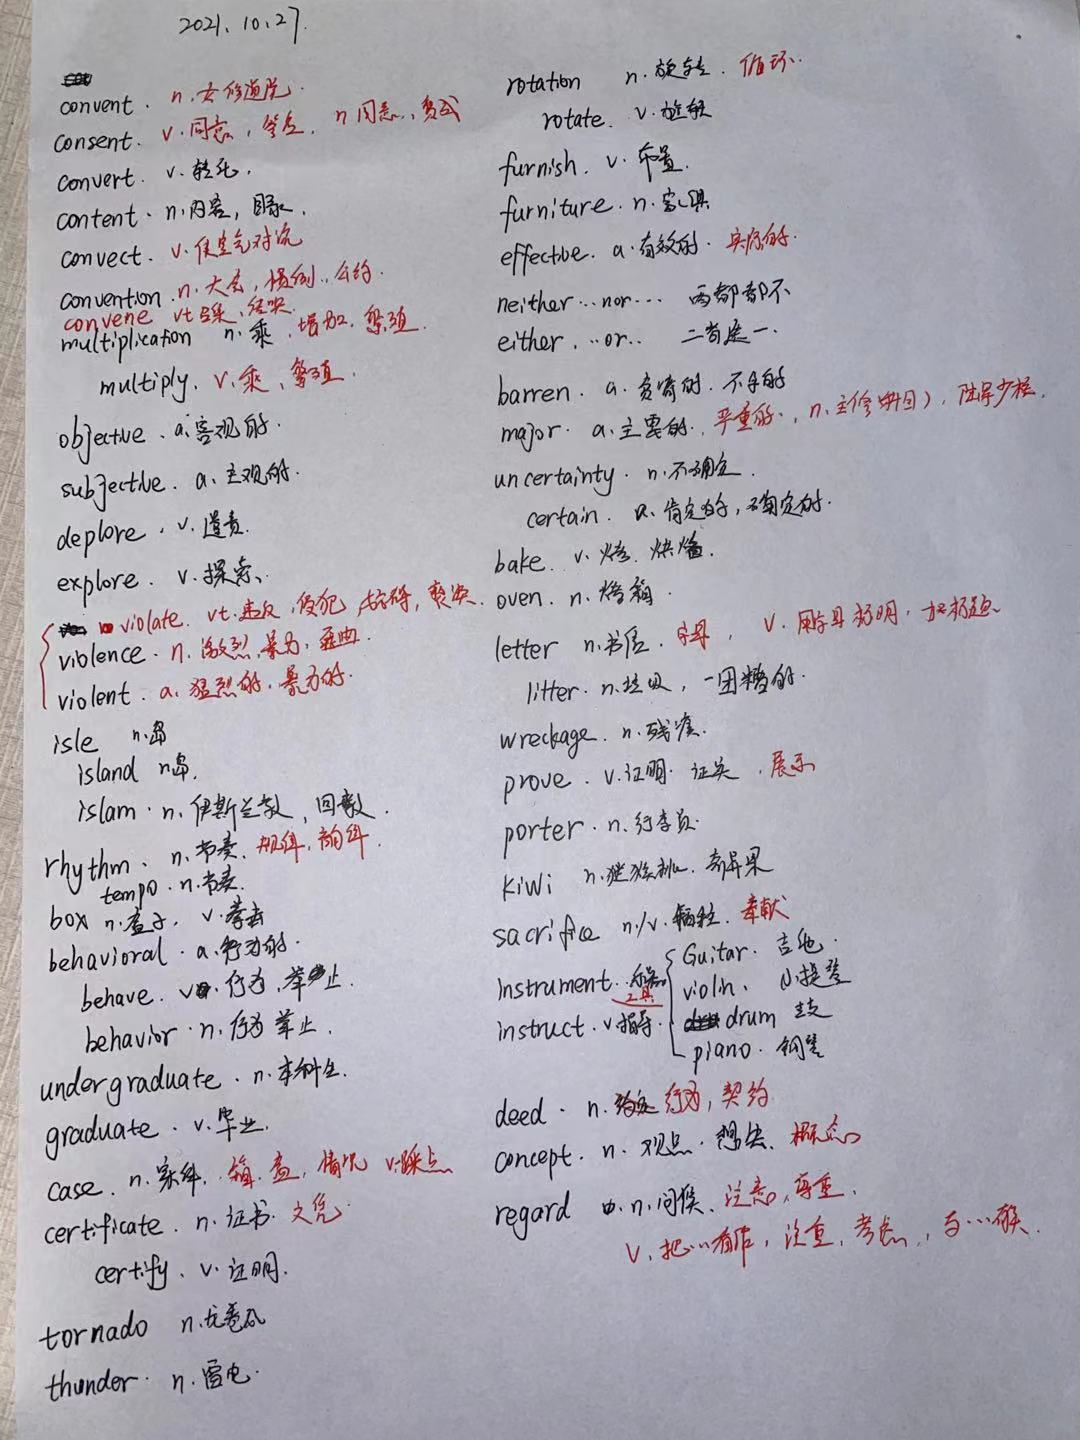 2021.10.27.
convent. n. 女修道院.
consent. v. 同意, 答应, n 同意,
convert. v. 转化.
content. n. 内容, 目录.
convect. v. 使空气对流
convention. n. 大会, 惯例, 公约.
convene vt 召集,
multiplication n. 乘, 增加, 繁殖.
multiply. v. 乘, 繁殖.
objective. a. 客观的.
subjective. a. 主观的.
deplore. v. 谴责.
explore. v. 探索.
violate. vt. 违反, 侵犯, 妨碍,
violence. n. 激烈, 暴力, 歪曲.
violent. a. 猛烈的. 暴力的.
isle n. 岛
island n岛.
islam. n. 伊斯兰教, 回教.
rhythm. n. 节奏. 规律, 韵律.
tempo. n. 节奏.
box n. 盒子. v. 拳击
behavioral. a. 行为的.
behave. v. 行为, 举止.
behavior. n. 行为 举止.
undergraduate. n. 本科生.
graduate. v. 毕业.
case. n. 案件. 箱. 盒, 情况 v. 踩点
certificate. n. 证书. 文凭.
certify. v. 证明.
tornado n. 龙卷风
thunder. n. 雷电.
rotation n. 旋转. 循环.
rotate. v. 旋转
furnish. v. 布置.
furniture. n. 家俱
effective. a. 有效的. 实际的.
neither...nor... 两者都不
either...or.. 二者选一.
barren. a. 贫瘠的. 不孕的
major. a. 主要的, 严重的, n. 主修(科目), 陆军少校.
uncertainty. n. 不确定.
certain. a. 肯定的, 确定的.
bake. v. 烤. 烘焙.
oven. n. 烤箱.
letter n. 书信, 字母, v. 用字母标明, 加标题.
litter. n. 垃圾, 一团糟的.
wreckage. n. 残渣.
prove. v. 证明. 证实, 展示
porter. n. 行李员.
kiwi n. 猕猴桃. 奇异果
sacrifice n./v. 牺牲. 奉献
instrument. 乐器 工具
instruct. v 指导.
Guitar. 吉他.
violin. 小提琴
drum 鼓
piano. 钢琴
deed. n. 行为, 契约.
concept. n. 观点. 想法. 概念
regard n. 问候. 注意, 尊重.
v. 把...看作, 注重, 考虑, 与...有关.